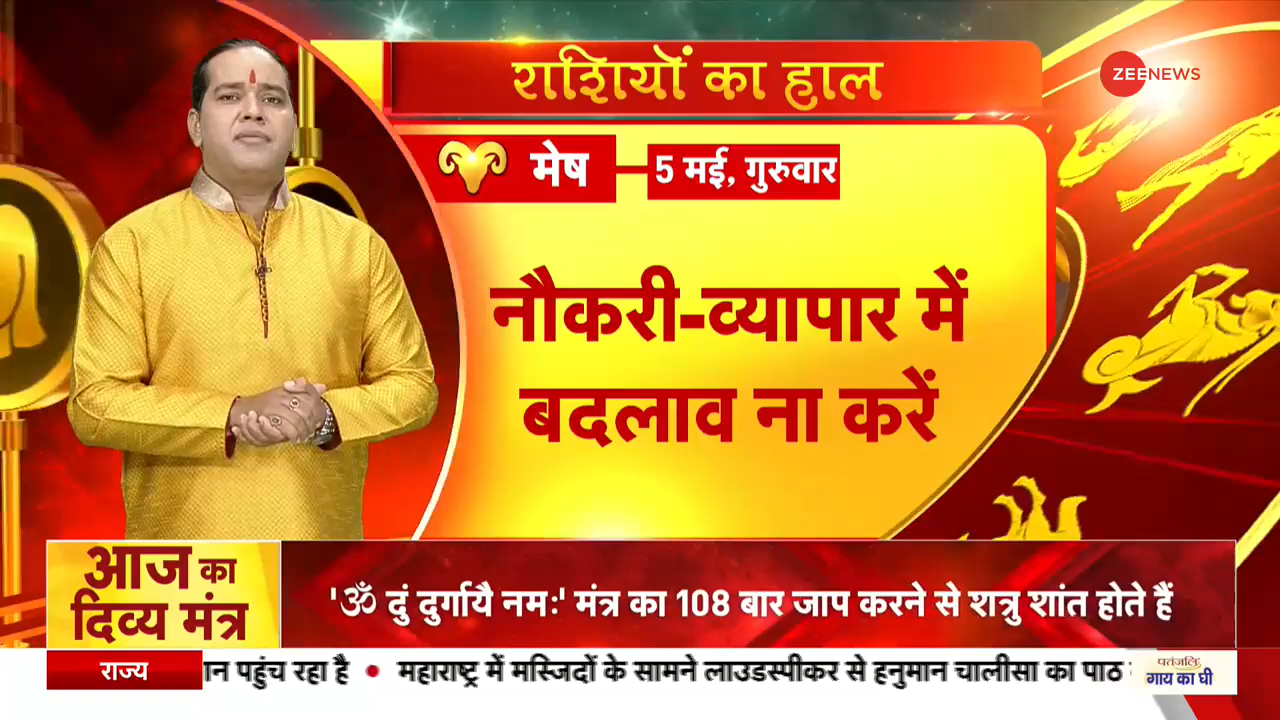 राशियों का हाल
ZEENEWS
मेष
5 मई, गुरुवार
नौकरी-व्यापार में
बदलाव ना करें
आज का
दिव्य मंत्र
'ॐ दुं दुर्गायै नमः' मंत्र का 108 बार जाप करने से शत्रु शांत होते हैं
राज्य
पहुंच रहा है • महाराष्ट्र में मस्जिदों के सामने लाउडस्पीकर से हनुमान चालीसा का पाठ
पतंजलि
गाय का घी